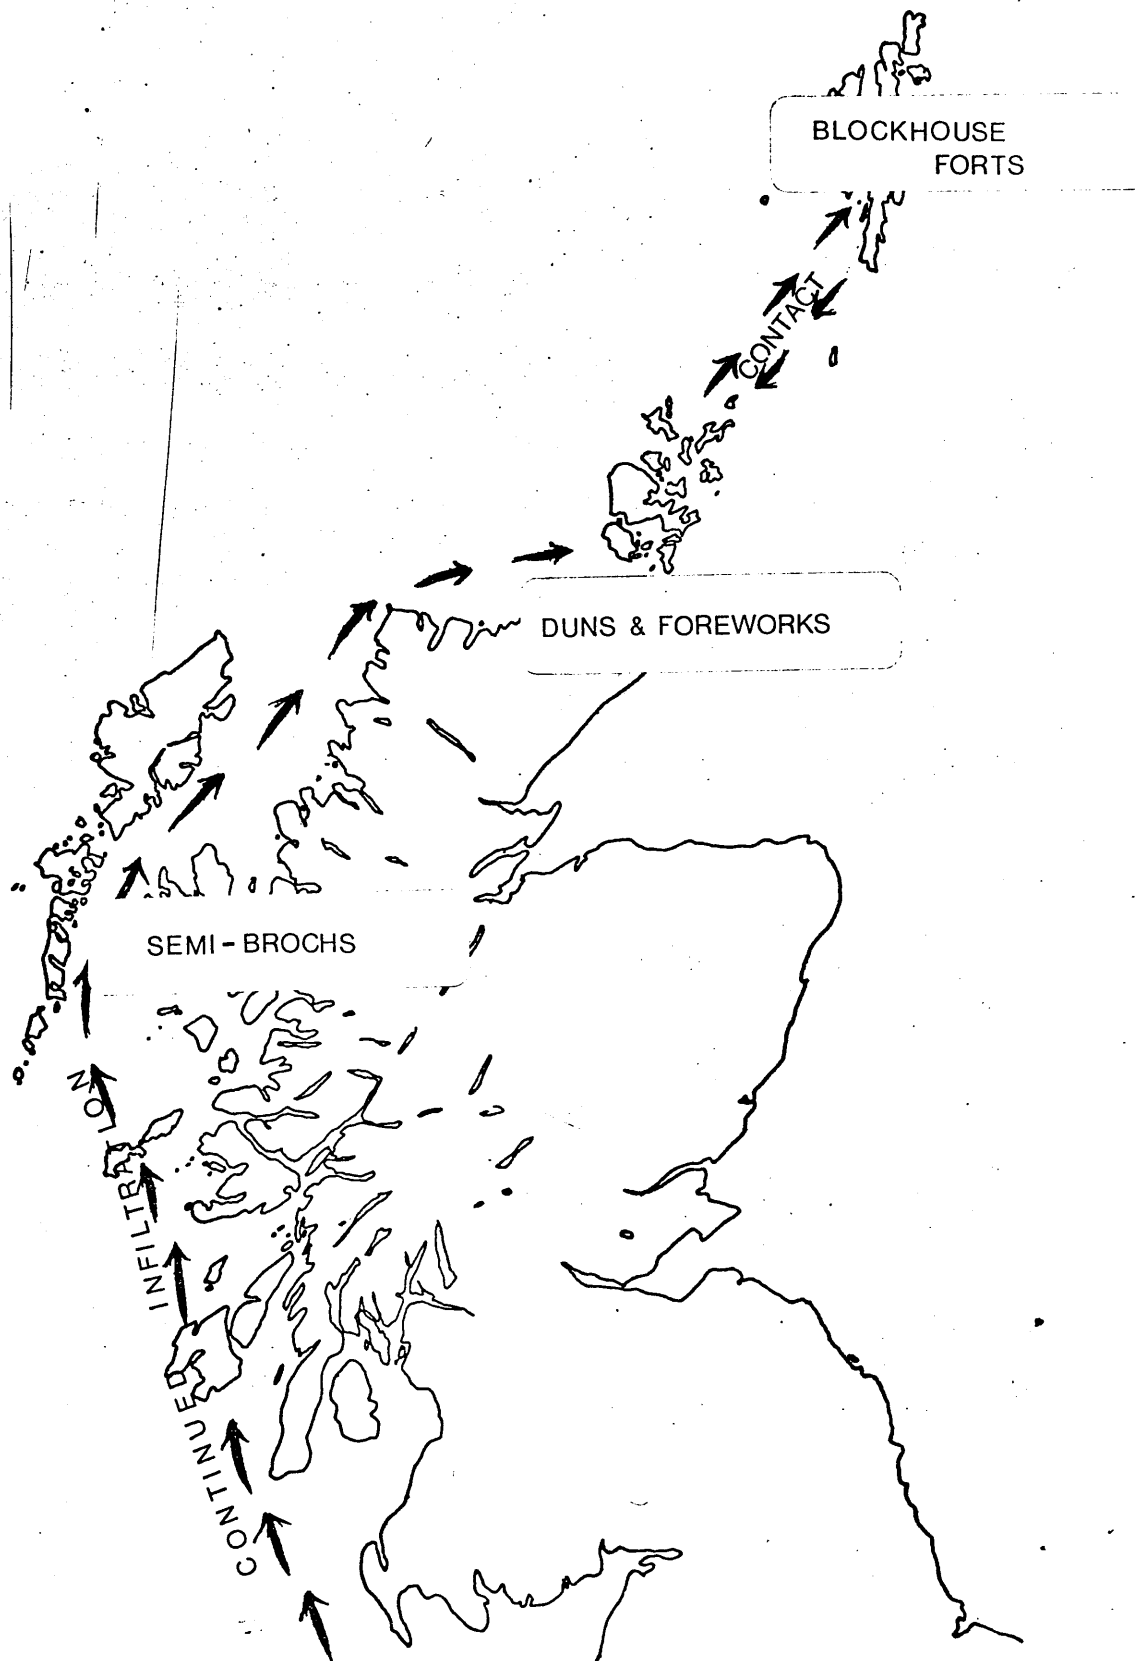 BLOCKHOUSE
FORTS
CONTACT
DUNS & FOREWORKS
SEMI-BROCHS
CONTINUED INFILTRATION